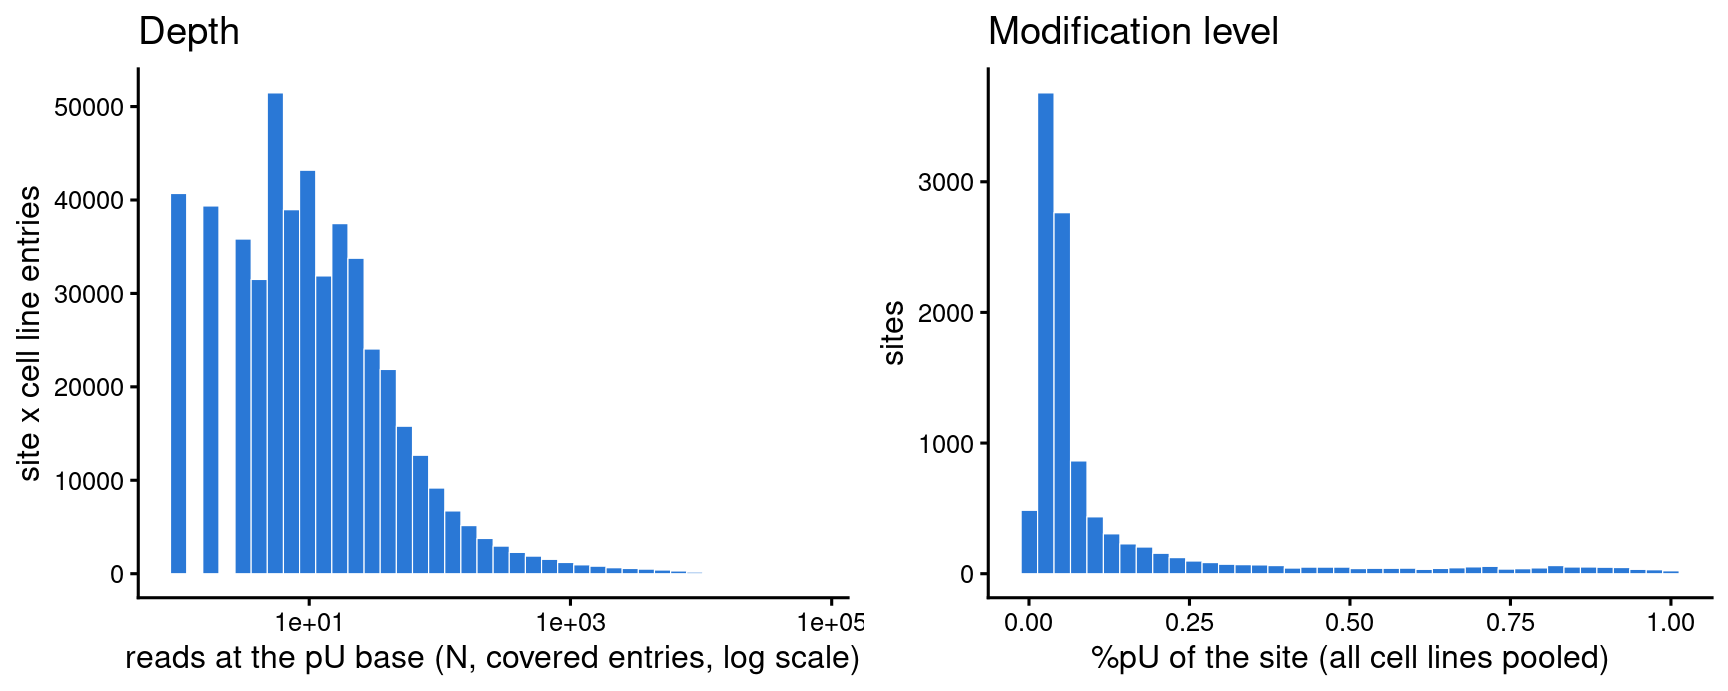 Depth
site x cell line entries
50000
40000
30000
20000
10000
0
1e+01
1e+03
1e+05
reads at the pU base (N, covered entries, log scale)
Modification level
sites
3000
2000
1000
0
0.00
0.25
0.50
0.75
1.00
%pU of the site (all cell lines pooled)